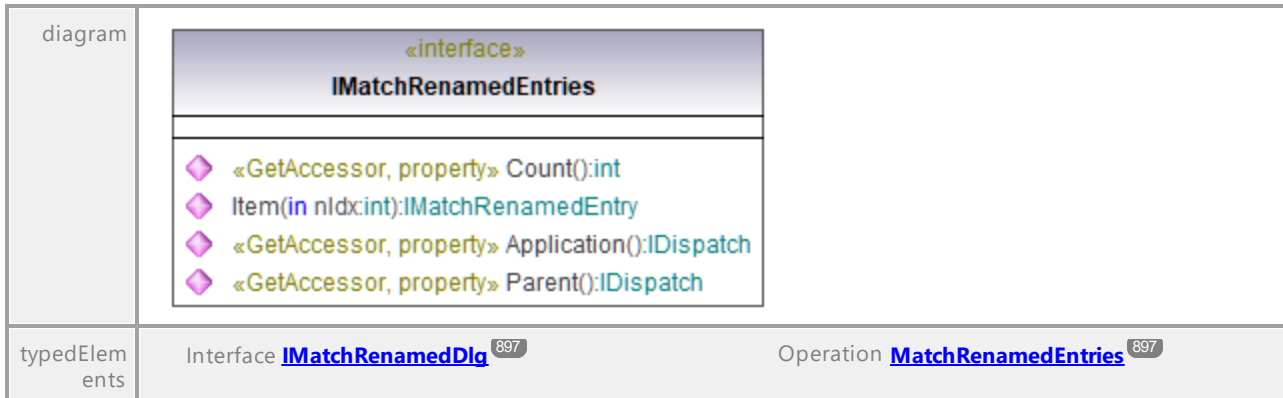 diagram
«interface»
IMatchRenamedEntries
«GetAccessor, property» Count():int
Item(in nIdx:int):IMatchRenamedEntry
«GetAccessor, property» Application():IDispatch
«GetAccessor, property» Parent():IDispatch
typedElem
ents
Interface IMatchRenamedDlg 897
Operation MatchRenamedEntries 897